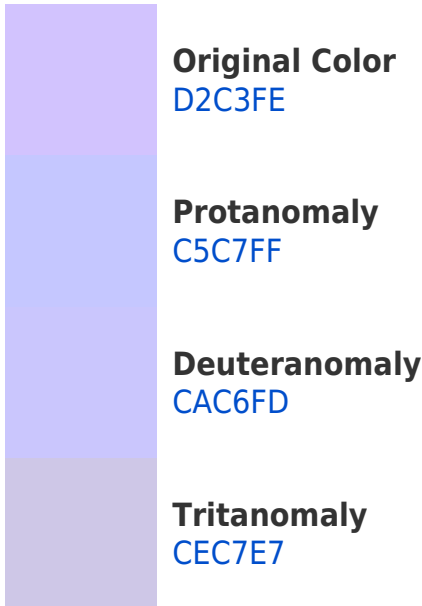 Original Color
D2C3FE
Protanomaly
C5C7FF
Deuteranomaly
CAC6FD
Tritanomaly
CEC7E7